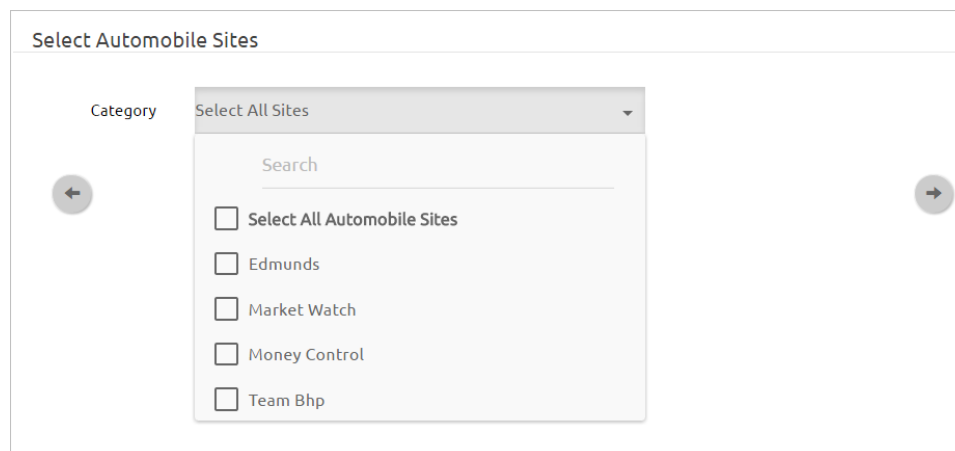 Select Automobile Sites
Category
Select All Sites
Search
Select All Automobile Sites
Edmunds
Market Watch
Money Control
Team Bhp